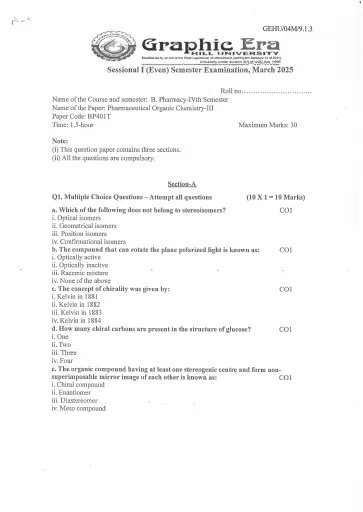 GEHU/04M/9.1.3
Graphic Era
HILL UNIVERSITY
Sessional I (Even) Semester Examination, March 2025
Roll no..............................
Name of the Course and semester: B. Pharmacy-IVth Semester
Name of the Paper: Pharmaceutical Organic Chemistry-III
Paper Code: BP401T
Time: 1.5-hour Maximum Marks: 30
Note:
(i) This question paper contains three sections.
(ii) All the questions are compulsory.
Section-A
Q1. Multiple Choice Questions – Attempt all questions (10 X 1 = 10 Marks)
a. Which of the following does not belong to stereoisomers? CO1
i. Optical isomers
ii. Geometrical isomers
iii. Position isomers
iv. Confirmational isomers
b. The compound that can rotate the plane polarized light is known as: CO1
i. Optically active
ii. Optically inactive
iii. Racemic mixture
iv. None of the above
c. The concept of chirality was given by: CO1
i. Kelvin in 1881
ii. Kelvin in 1882
iii. Kelvin in 1883
iv. Kelvin in 1884
d. How many chiral carbons are present in the structure of glucose? CO1
i. One
ii. Two
iii. Three
iv. Four
e. The organic compound having at least one stereogenic centre and form non-
superimposable mirror image of each other is known as: CO1
i. Chiral compound
ii. Enantiomer
iii. Diastereomer
iv. Meso compound